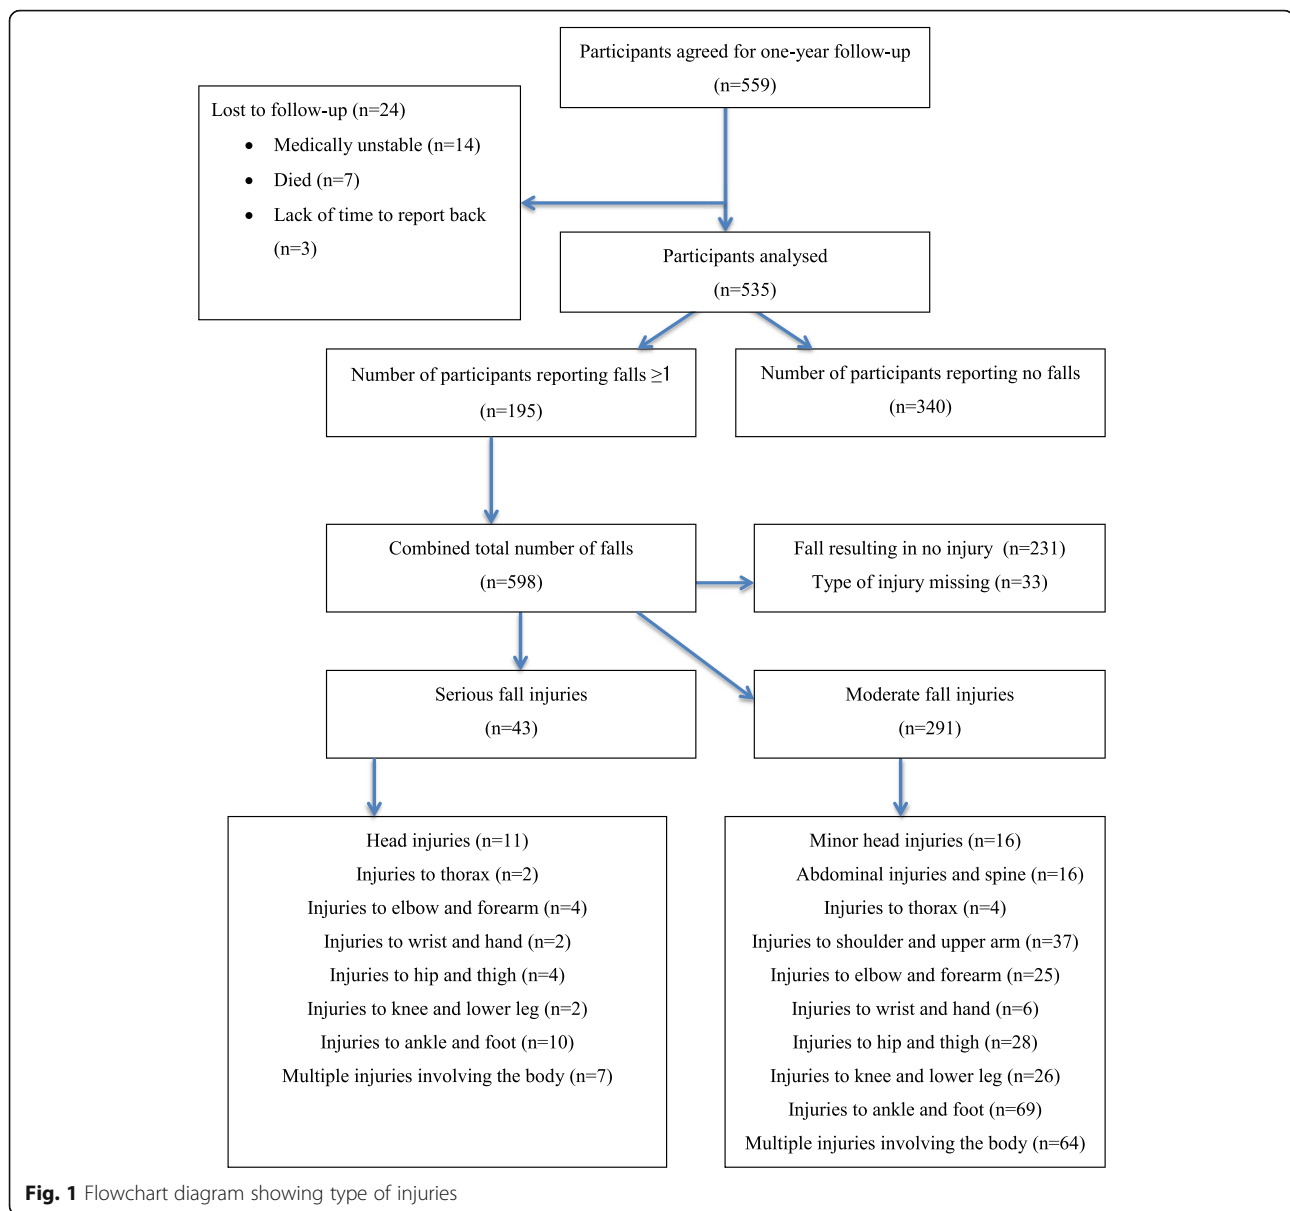 Participants agreed for one-year follow-up
(n=559)
Lost to follow-up (n=24)
• Medically unstable (n=14)
• Died (n=7)
• Lack of time to report back
(n=3)
Participants analysed
(n=535)
Number of participants reporting falls ≥1
(n=195)
Number of participants reporting no falls
(n=340)
Combined total number of falls
(n=598)
Fall resulting in no injury (n=231)
Type of injury missing (n=33)
Serious fall injuries
(n=43)
Moderate fall injuries
(n=291)
Head injuries (n=11)
Injuries to thorax (n=2)
Injuries to elbow and forearm (n=4)
Injuries to wrist and hand (n=2)
Injuries to hip and thigh (n=4)
Injuries to knee and lower leg (n=2)
Injuries to ankle and foot (n=10)
Multiple injuries involving the body (n=7)
Minor head injuries (n=16)
Abdominal injuries and spine (n=16)
Injuries to thorax (n=4)
Injuries to shoulder and upper arm (n=37)
Injuries to elbow and forearm (n=25)
Injuries to wrist and hand (n=6)
Injuries to hip and thigh (n=28)
Injuries to knee and lower leg (n=26)
Injuries to ankle and foot (n=69)
Multiple injuries involving the body (n=64)
Fig. 1 Flowchart diagram showing type of injuries